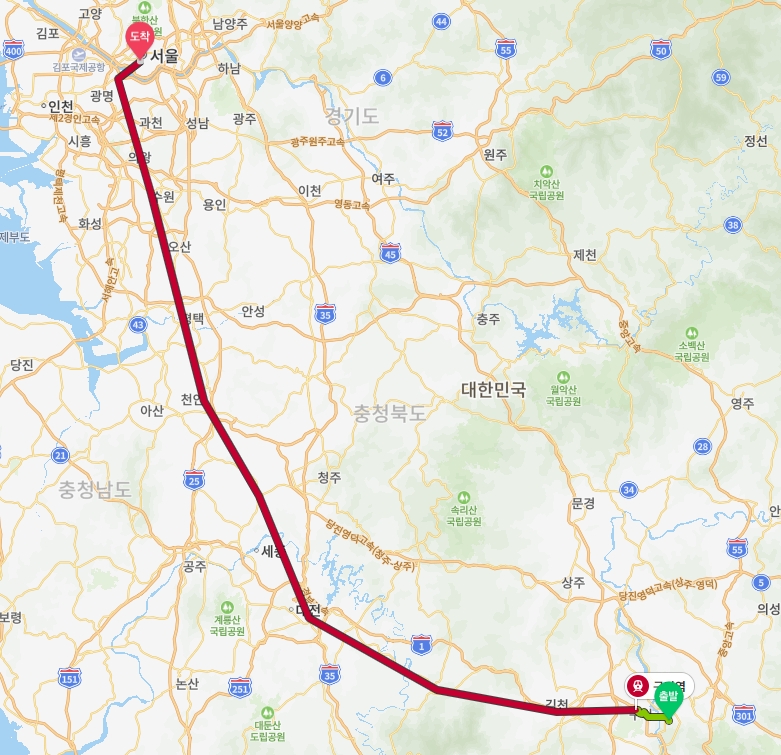 고양
북한산
국립공원
남양주
서울양양고속
44
김포
도착
55
50
400
서울
김포국제공항
하남
6
59
광명
인천
경기도
제2경인고속
과천
성남
광주
52
시흥
광주원주고속
정선
의왕
원주
치악산
국립공원
여주
평택제천고속
수원
용인
이천
영동고속
화성
38
제부도
오산
45
제천
서해안고속
안성
35
43
평택
충주
중앙고속
소백산
국립공원
당진
대한민국
월악산
국립공원
천안
아산
충청북도
영주
28
21
25
청주
34
충청남도
속리산
국립공원
문경
안
당진영덕고속(청주-상주)
55
세종
공주
상주
5
당진영덕고속(상주-영덕)
대전
계룡산
국립공원
의성
보령
1
중앙고속
151
논산
251
35
출발
김천
301
대둔산
도립공원